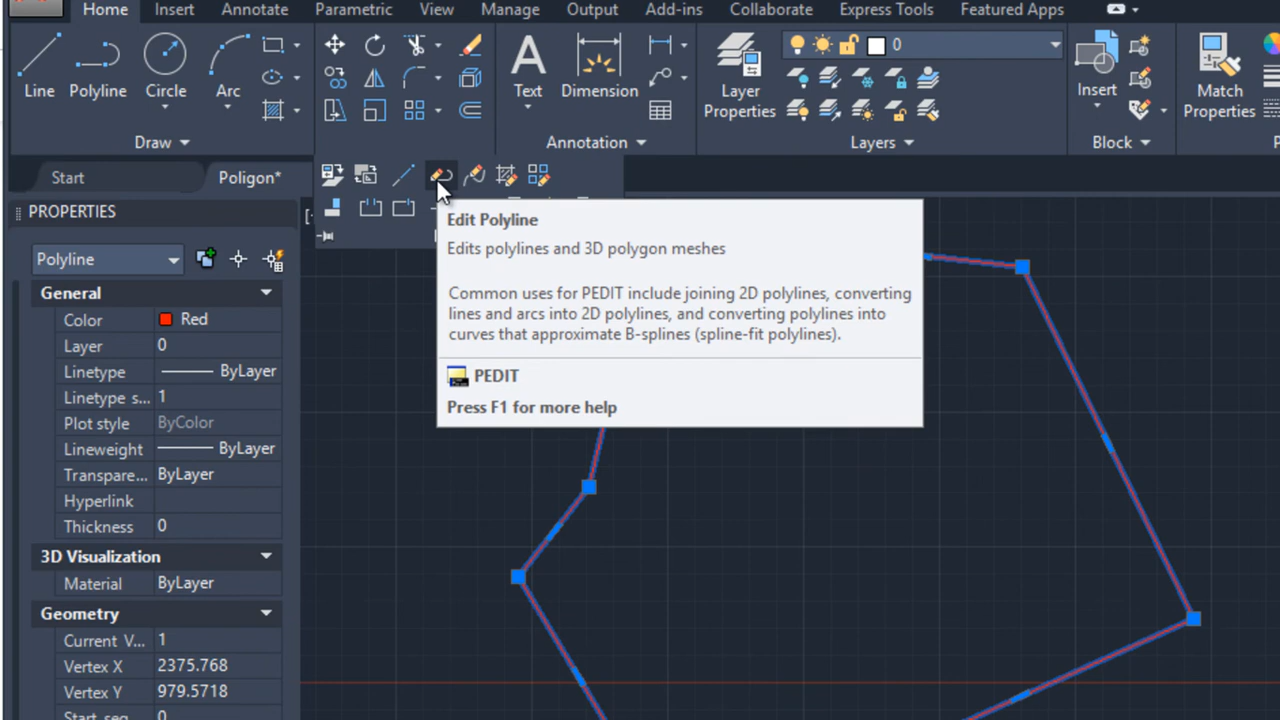 Home Insert Annotate Parametric View Manage Output Add-ins Collaborate Express Tools Featured Apps
Line Polyline Circle Arc
Text Dimension
Layer Properties
0
Insert
Match Properties
Draw Annotation Layers Block
Start Poligon*
PROPERTIES
Polyline
General
Color Red
Layer 0
Linetype ByLayer
Linetype s... 1
Plot style ByColor
Lineweight ByLayer
Transpare... ByLayer
Hyperlink
Thickness 0
3D Visualization
Material ByLayer
Geometry
Current V... 1
Vertex X 2375.768
Vertex Y 979.5718
Start seg 0
Edit Polyline
Edits polylines and 3D polygon meshes
Common uses for PEDIT include joining 2D polylines, converting
lines and arcs into 2D polylines, and converting polylines into
curves that approximate B-splines (spline-fit polylines).
PEDIT
Press F1 for more help